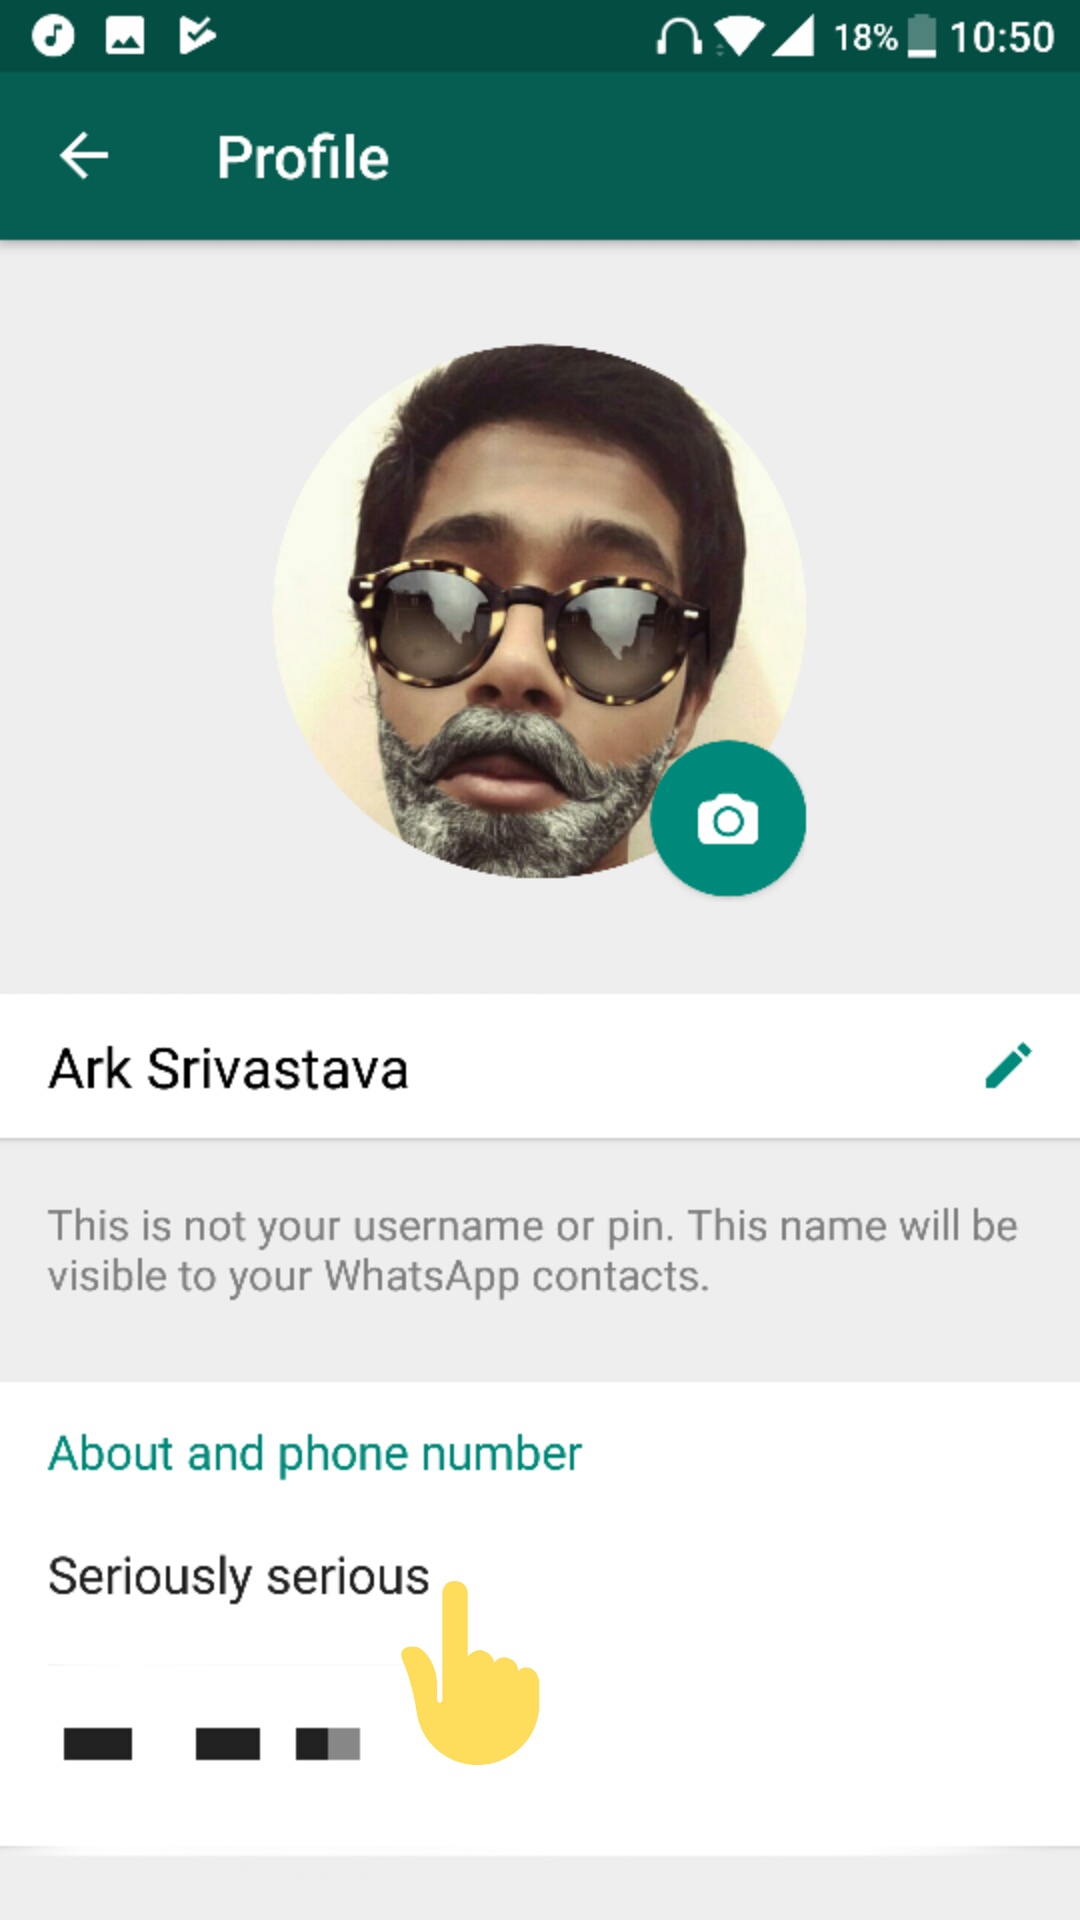 18% 10:50
Profile
Ark Srivastava
This is not your username or pin. This name will be
visible to your WhatsApp contacts.
About and phone number
Seriously serious